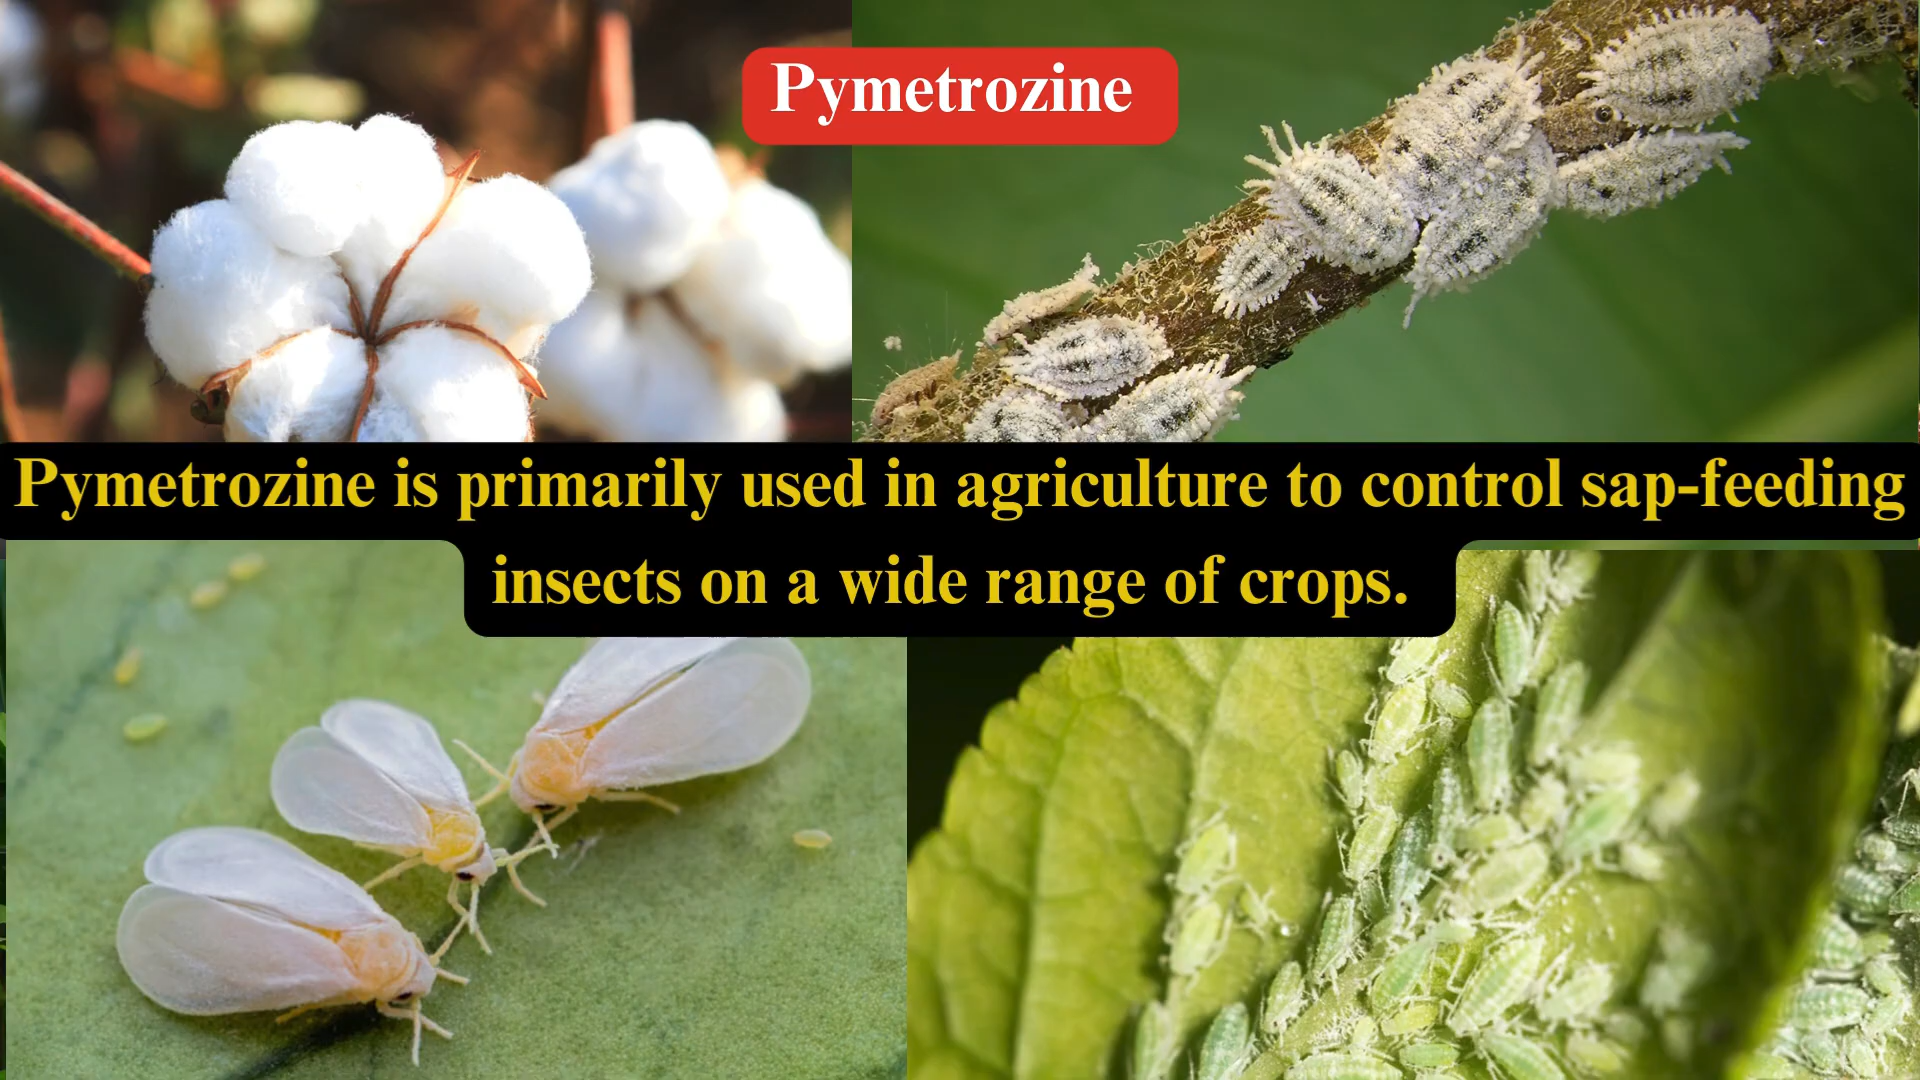 Pymetrozine
Pymetrozine is primarily used in agriculture to control sap-feeding
insects on a wide range of crops.